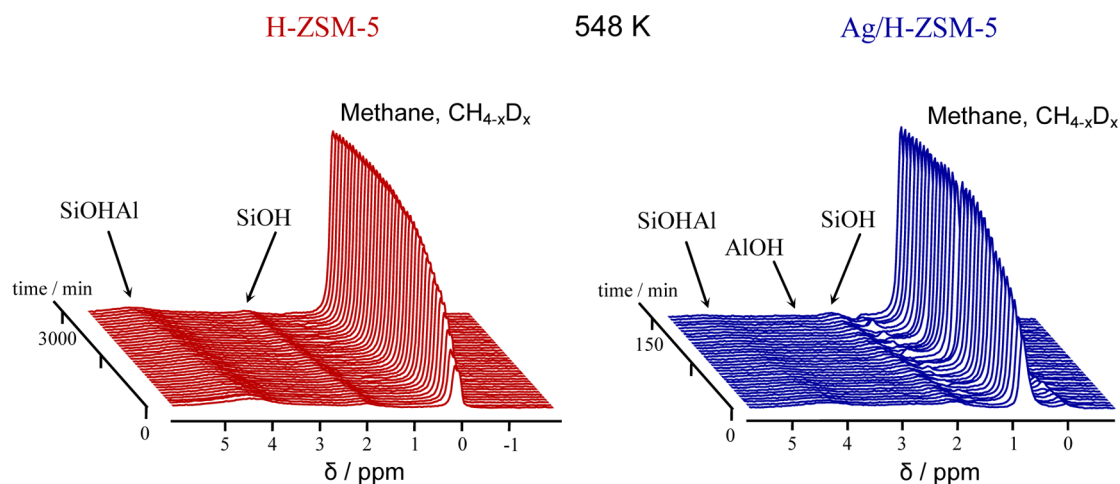 H-ZSM-5
548 K
Ag/H-ZSM-5
Methane, CH₄₋ₓDₓ
SiOHAl
SiOH
time / min
3000
0
5 4 3 2 1 0 -1
δ / ppm
Methane, CH₄₋ₓDₓ
SiOHAl
AlOH
SiOH
time / min
150
0
5 4 3 2 1 0
δ / ppm